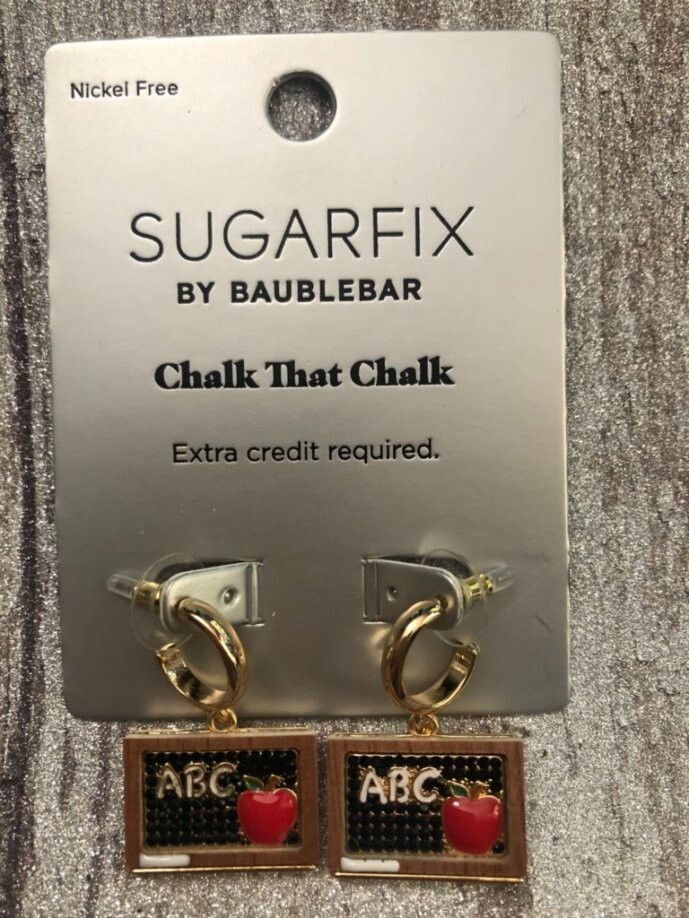 Nickel Free
SUGARFIX
BY BAUBLEBAR
Chalk That Chalk
Extra credit required.
ABC
ABC